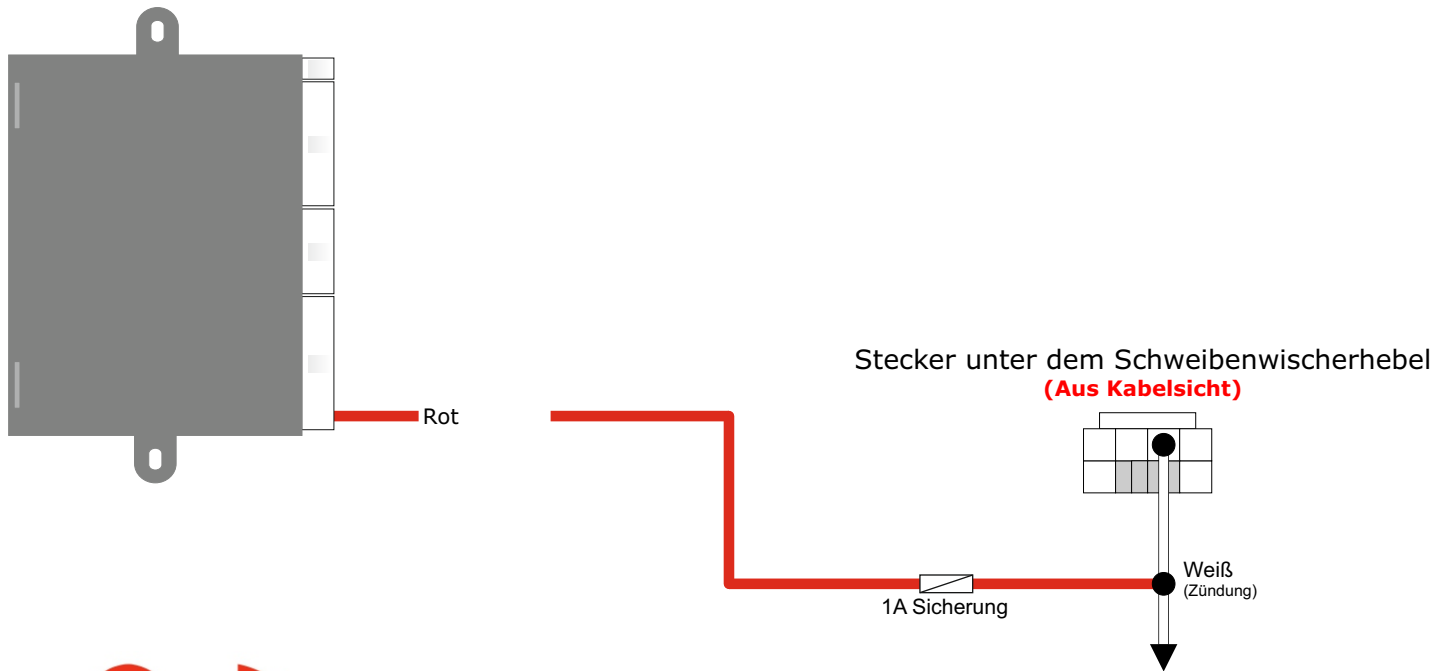 Stecker unter dem Schweibenwischerhebel
(Aus Kabelsicht)
Rot
Weiß
(Zündung)
1A Sicherung